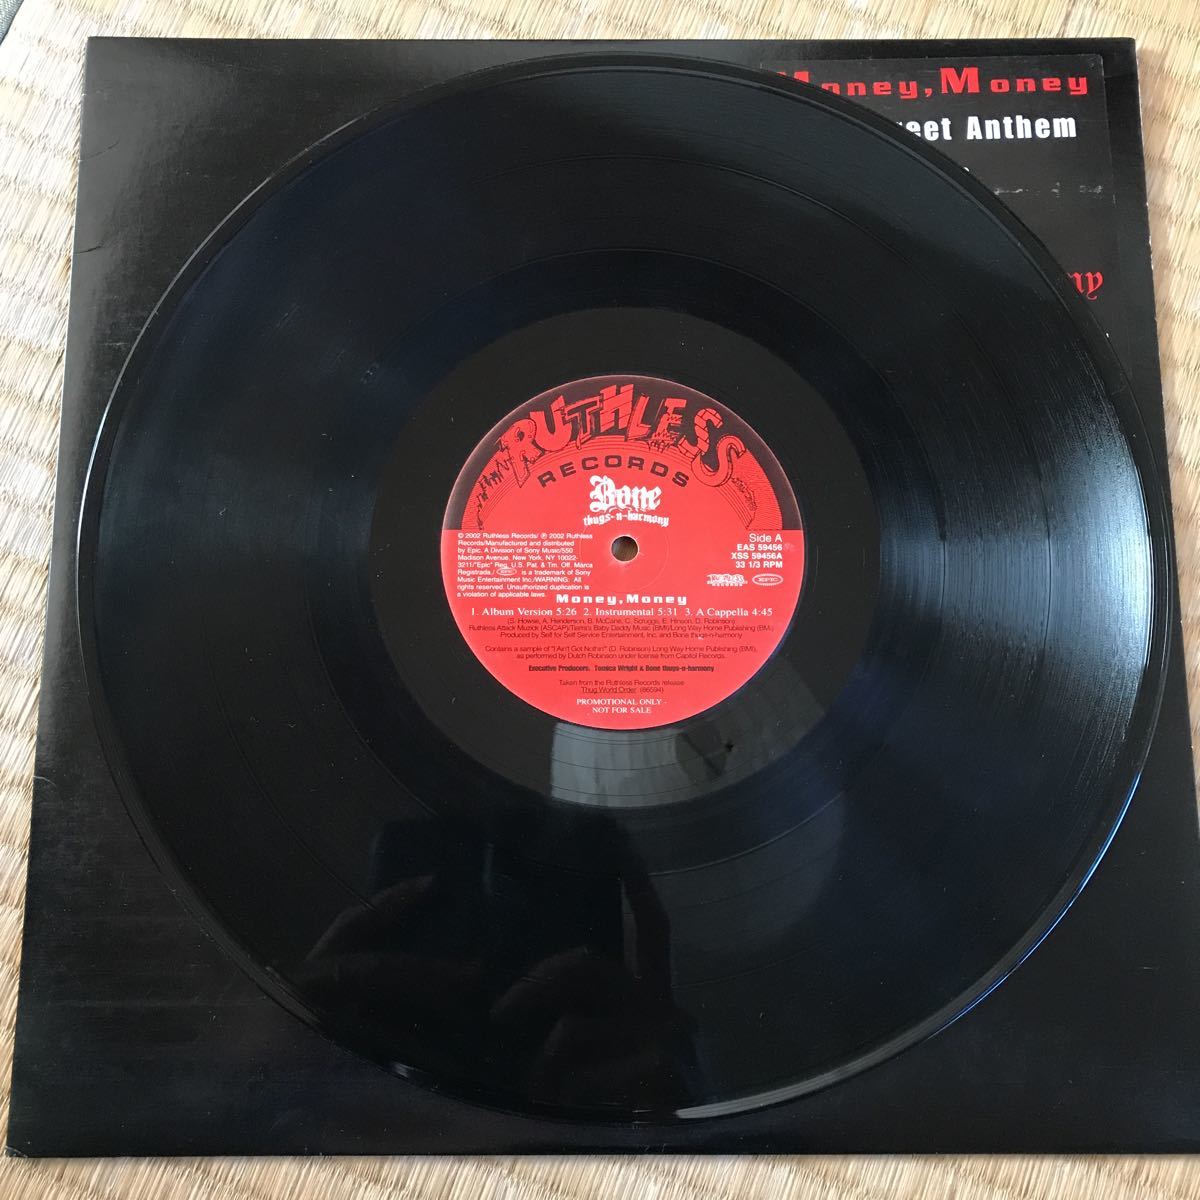 Money, Money
reet Anthem
ny
RUTHLESS
RECORDS
Bone
thugs-n-harmony
© 2002 Ruthless Records/ ℗ 2002 Ruthless
Records/Manufactured and distributed
by Epic. A Division of Sony Music/550
Madison Avenue, New York, NY 10022-
3211/"Epic" Reg. U.S. Pat. & Tm. Off. Marca
Registrada./ EPIC is a trademark of Sony
Music Entertainment Inc./WARNING: All
rights reserved. Unauthorized duplication is
a violation of applicable laws.
Side A
EAS 59456
XSS 59456A
33 1/3 RPM
RUTHLESS RECORDS
EPIC
Money, Money
1. Album Version 5:26 2. Instrumental 5:31 3. A Cappella 4:45
(S. Howse, A. Henderson, B. McCane, C. Scruggs, E. Hinson, D. Robinson)
Ruthless Attack Muzick (ASCAP)/Tiarra's Baby Daddy Music (BMI)/Long Way Home Publishing (BMI)
Produced by Self for Self Service Entertainment, Inc. and Bone thugs-n-harmony
Contains a sample of "I Ain't Got Nothin'" (D. Robinson) Long Way Home Publishing (BMI),
as performed by Dutch Robinson under license from Capitol Records.
Executive Producers: Tomica Wright & Bone thugs-n-harmony
Taken from the Ruthless Records release
Thug World Order (86594)
PROMOTIONAL ONLY -
NOT FOR SALE